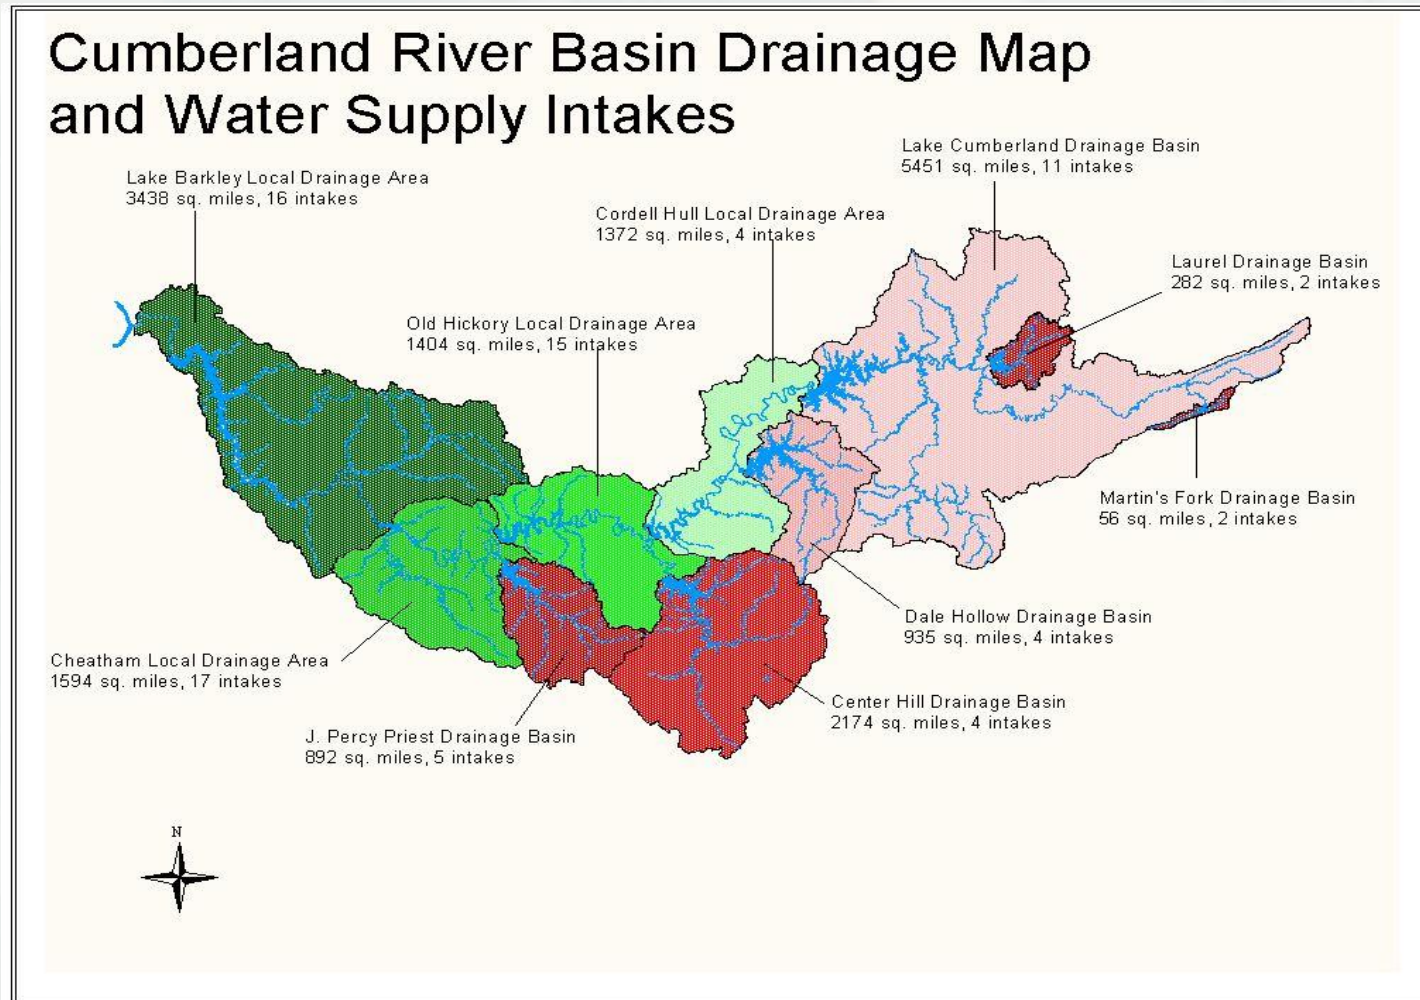 Cumberland River Basin Drainage Map
and Water Supply Intakes
Lake Cumberland Drainage Basin
5451 sq. miles, 11 intakes
Lake Barkley Local Drainage Area
3438 sq. miles, 16 intakes
Cordell Hull Local Drainage Area
1372 sq. miles, 4 intakes
Laurel Drainage Basin
282 sq. miles, 2 intakes
Old Hickory Local Drainage Area
1404 sq. miles, 15 intakes
Martin's Fork Drainage Basin
56 sq. miles, 2 intakes
Dale Hollow Drainage Basin
935 sq. miles, 4 intakes
Cheatham Local Drainage Area
1594 sq. miles, 17 intakes
Center Hill Drainage Basin
2174 sq. miles, 4 intakes
J. Percy Priest Drainage Basin
892 sq. miles, 5 intakes
N